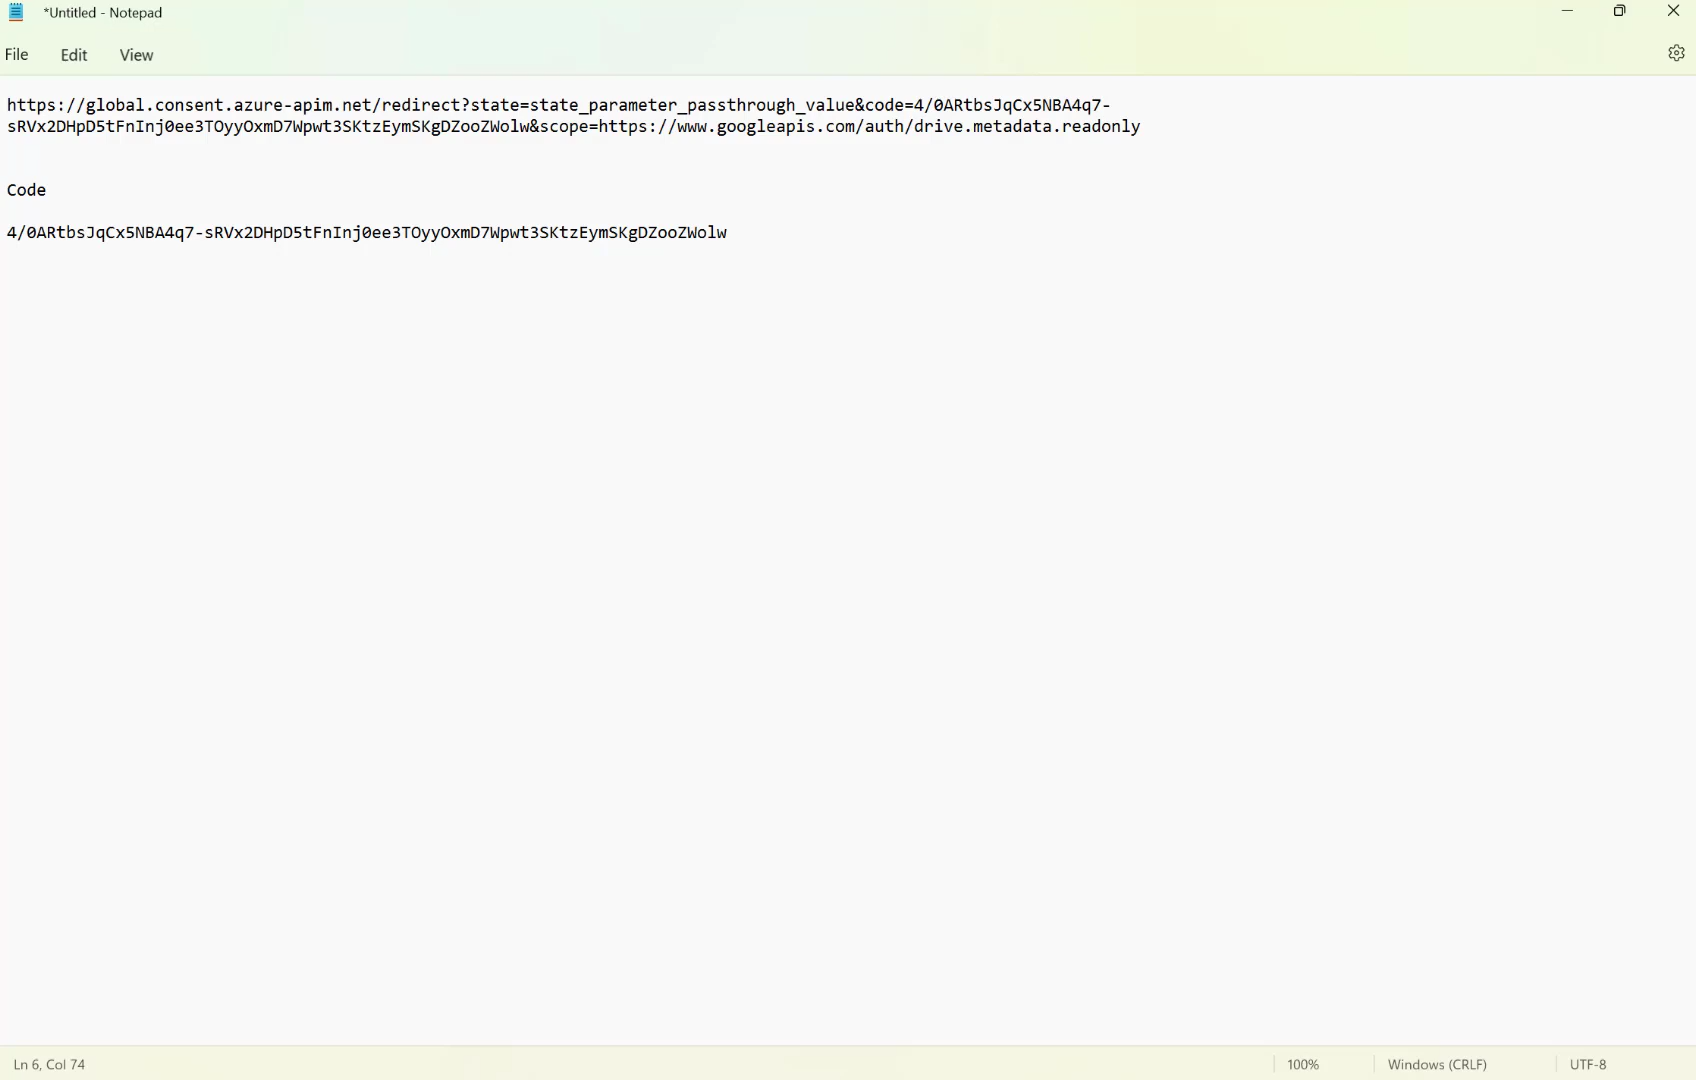 *Untitled - Notepad
File Edit View
https://global.consent.azure-apim.net/redirect?state=state_parameter_passthrough_value&code=4/0ARtbsJqCx5NBA4q7-
sRVx2DHpD5tFnInj0ee3TOyyOxmD7Wpwt3SKtzEymSKgDZooZWolw&scope=https://www.googleapis.com/auth/drive.metadata.readonly
Code
4/0ARtbsJqCx5NBA4q7-sRVx2DHpD5tFnInj0ee3TOyyOxmD7Wpwt3SKtzEymSKgDZooZWolw
Ln 6, Col 74 100% Windows (CRLF) UTF-8